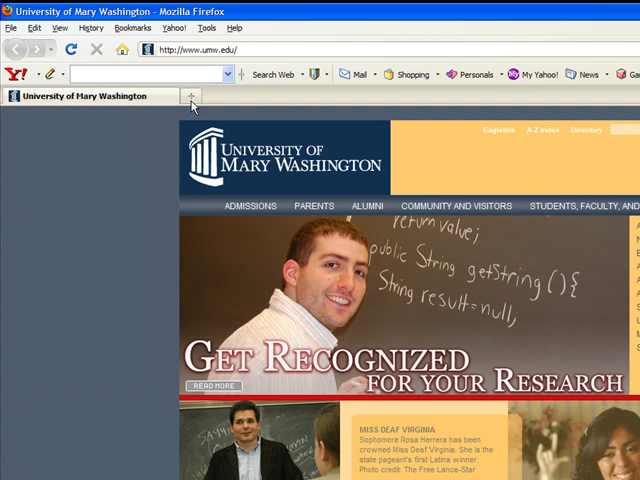 University of Mary Washington - Mozilla Firefox
File Edit View History Bookmarks Yahoo! Tools Help
http://www.umw.edu/
Y! Search Web Mail Shopping Personals My Yahoo! News
University of Mary Washington
Eaglelink A-Z Index Directory
UNIVERSITY OF
MARY WASHINGTON
ADMISSIONS PARENTS ALUMNI COMMUNITY AND VISITORS STUDENTS, FACULTY, AND
return value;
public String getString(){
String result=null;
GET RECOGNIZED
FOR YOUR RESEARCH
READ MORE
MISS DEAF VIRGINIA
Sophomore Rosa Herrera has been
crowned Miss Deaf Virginia. She is the
state pageant's first Latina winner.
Photo credit: The Free Lance-Star